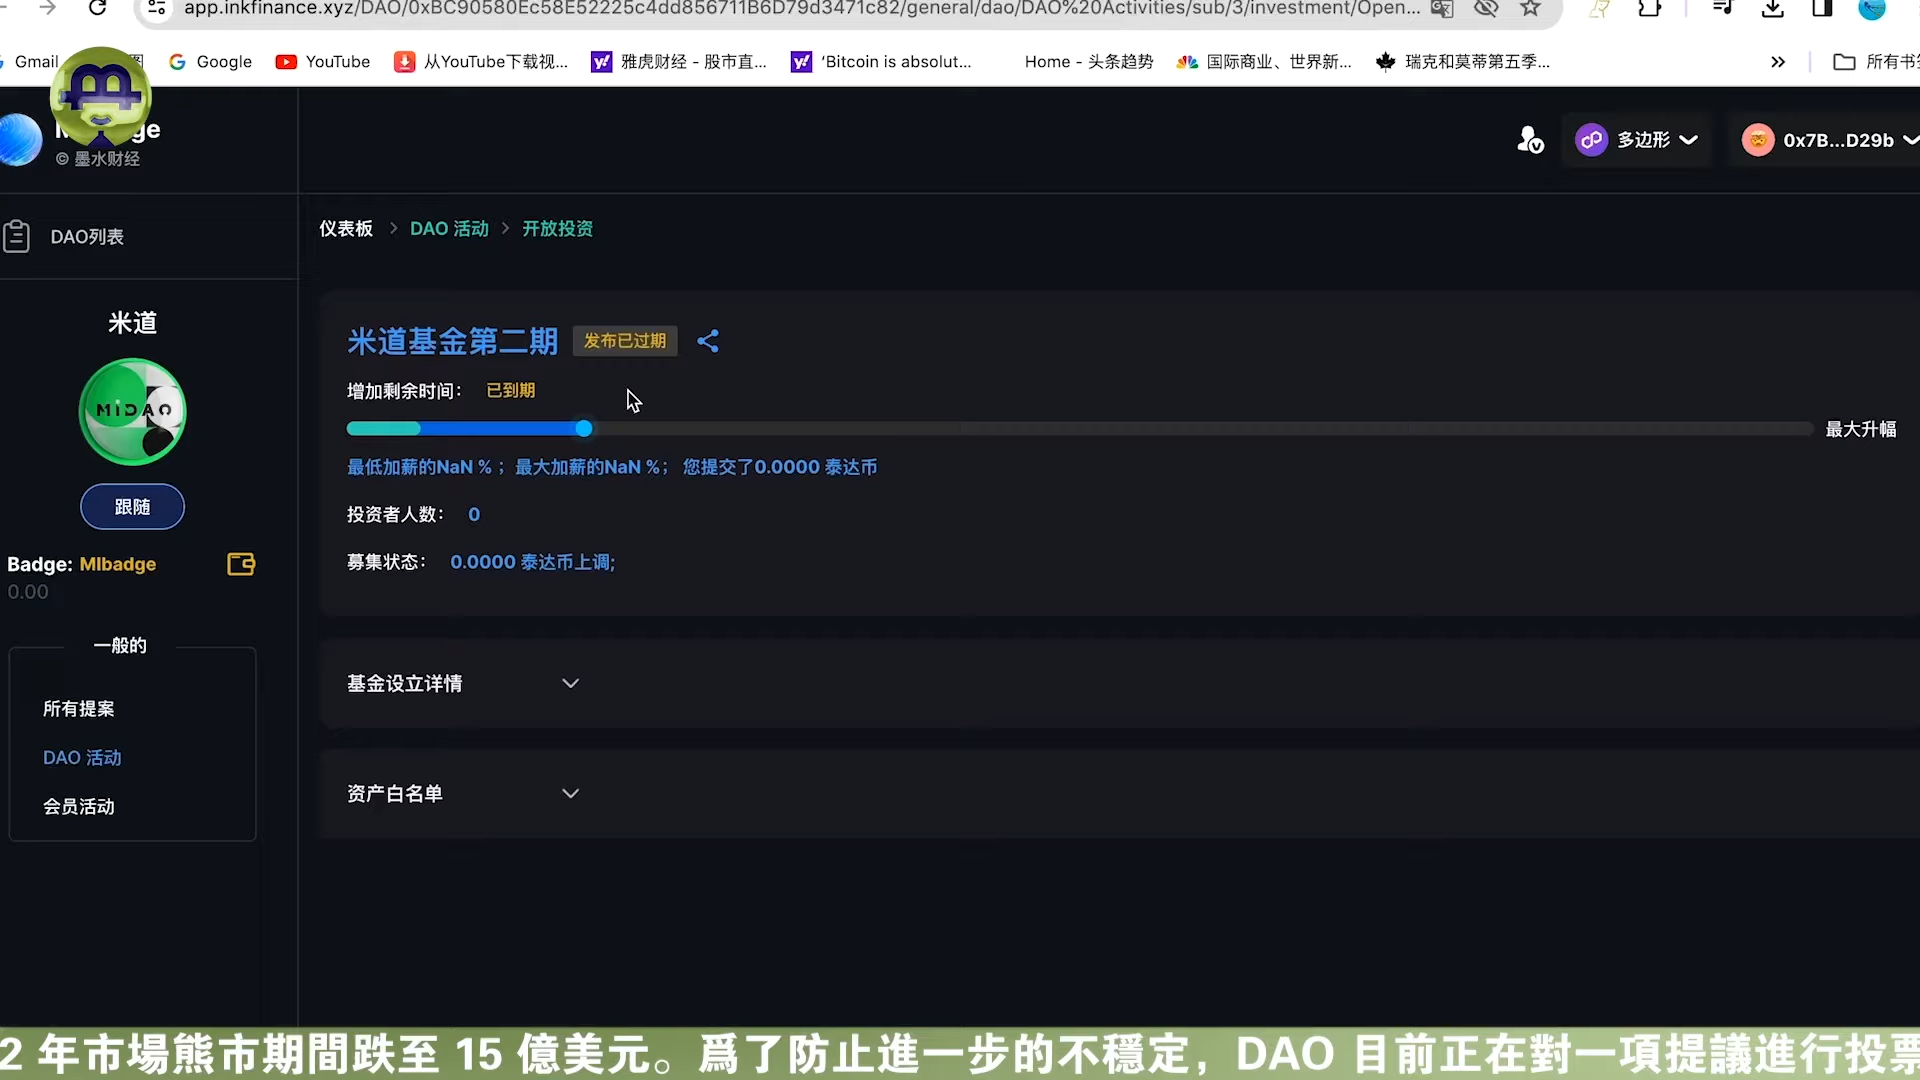 app.inkfinance.xyz/DAO/0xBC90580Ec58E52225c4dd856711B6D79d3471c82/general/dao/DAO%20Activities/sub/3/investment/Open...
Gmail
Google
YouTube
从YouTube下载视...
雅虎财经 - 股市直...
'Bitcoin is absolut...
Home - 头条趋势
国际商业、世界新...
瑞克和莫蒂第五季...
所有书签
© 墨水财经
多边形
0x7B...D29b
DAO列表
仪表板 > DAO 活动 > 开放投资
米道
MIDAO
跟随
Badge: MIbadge
0.00
一般的
所有提案
DAO 活动
会员活动
米道基金第二期 发布已过期
增加剩余时间： 已到期
最大升幅
最低加薪的NaN %； 最大加薪的NaN %； 您提交了0.0000 泰达币
投资者人数： 0
募集状态： 0.0000 泰达币上调;
基金设立详情
资产白名单
2 年市場熊市期間跌至 15 億美元。爲了防止進一步的不穩定，DAO 目前正在對一項提議進行投票